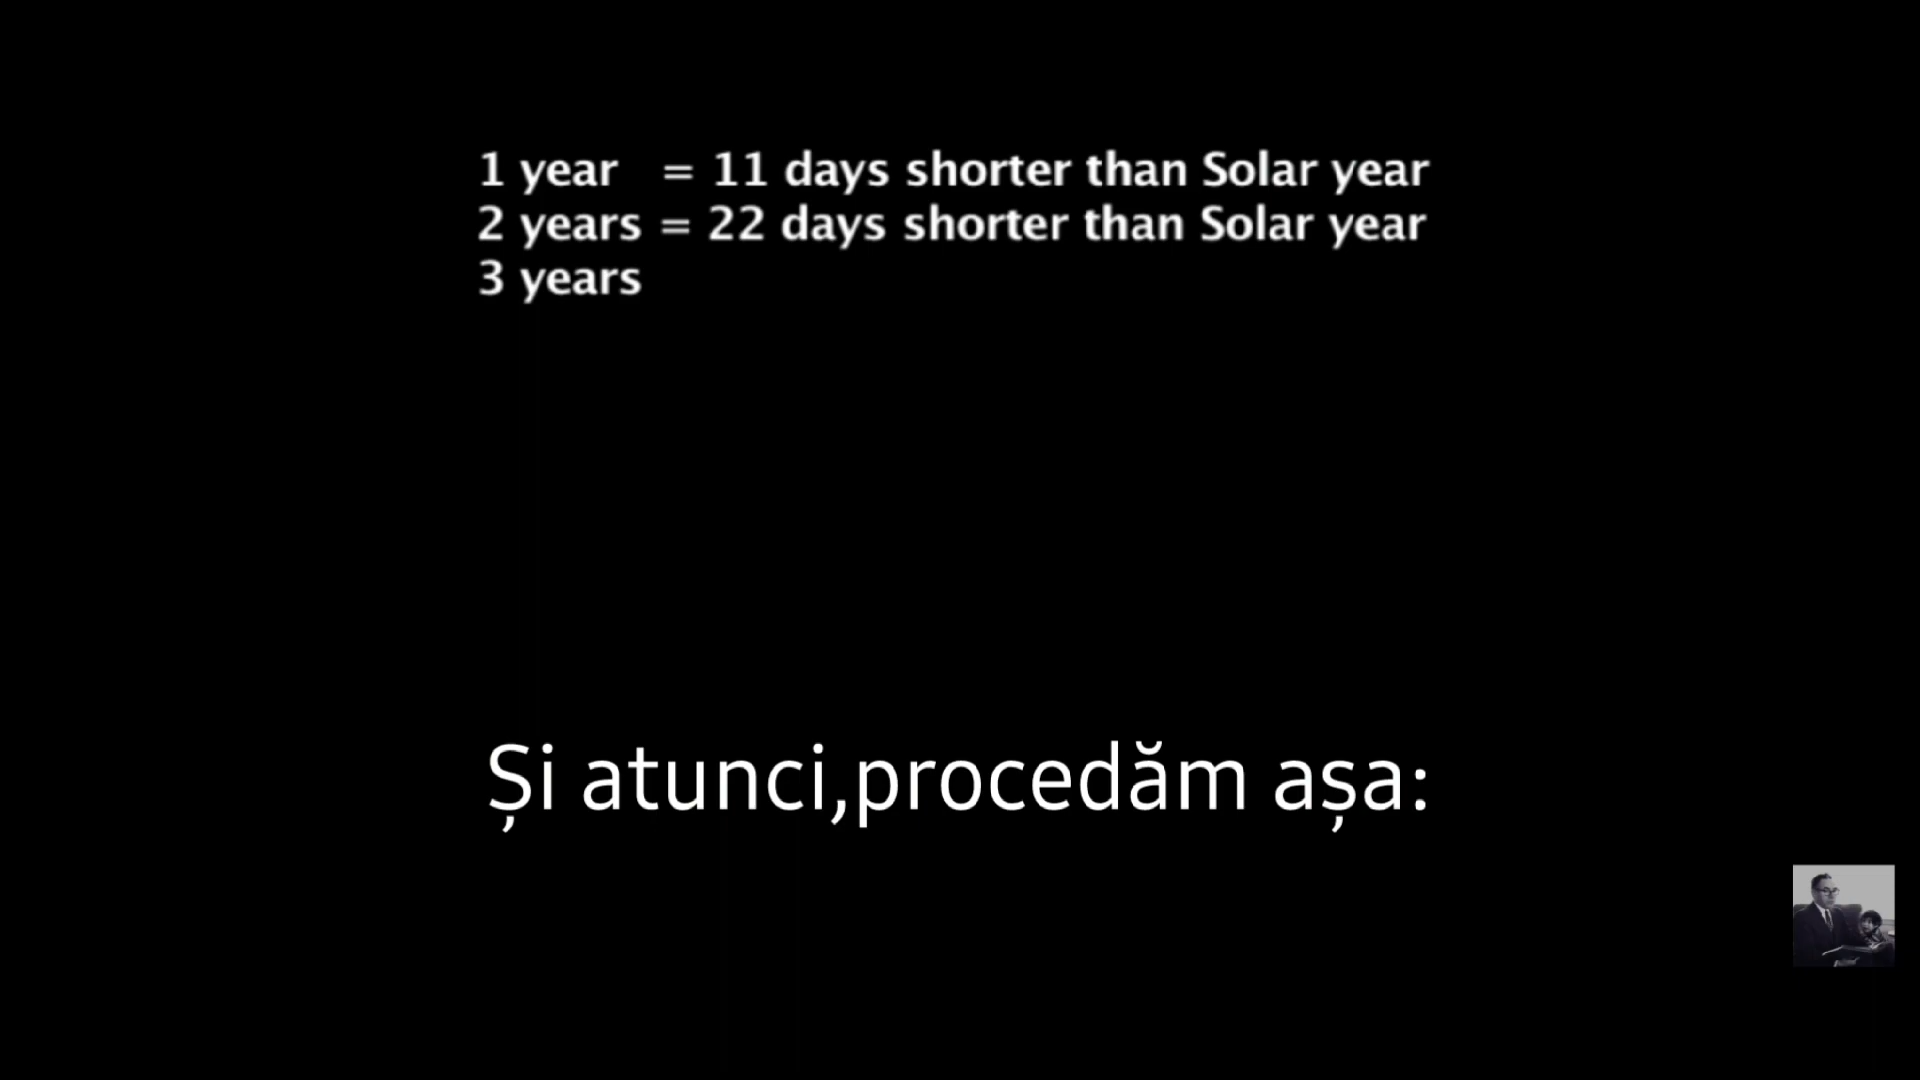 1 year = 11 days shorter than Solar year
2 years = 22 days shorter than Solar year
3 years
Și atunci,procedăm așa: